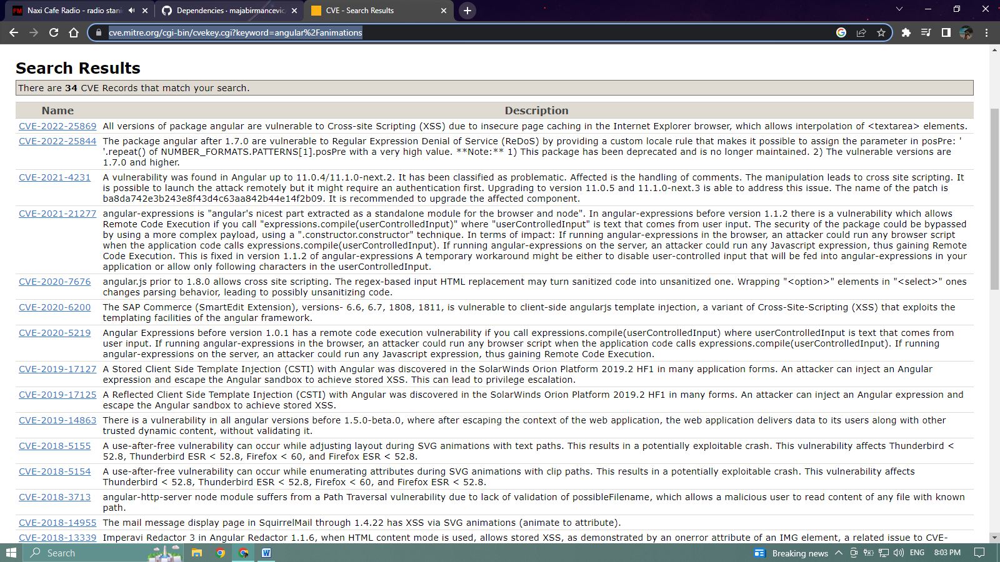 Naxi Cafe Radio - radio stani
Dependencies · majabirmancevic
CVE - Search Results
cve.mitre.org/cgi-bin/cvekey.cgi?keyword=angular%2Fanimations
Search Results
There are 34 CVE Records that match your search.
Name Description
CVE-2022-25869 All versions of package angular are vulnerable to Cross-site Scripting (XSS) due to insecure page caching in the Internet Explorer browser, which allows interpolation of <textarea> elements.
CVE-2022-25844 The package angular after 1.7.0 are vulnerable to Regular Expression Denial of Service (ReDoS) by providing a custom locale rule that makes it possible to assign the parameter in posPre: '
'.repeat() of NUMBER_FORMATS.PATTERNS[1].posPre with a very high value. **Note:** 1) This package has been deprecated and is no longer maintained. 2) The vulnerable versions are
1.7.0 and higher.
CVE-2021-4231 A vulnerability was found in Angular up to 11.0.4/11.1.0-next.2. It has been classified as problematic. Affected is the handling of comments. The manipulation leads to cross site scripting. It
is possible to launch the attack remotely but it might require an authentication first. Upgrading to version 11.0.5 and 11.1.0-next.3 is able to address this issue. The name of the patch is
ba8da742e3b243e8f43d4c63aa842b44e14f2b09. It is recommended to upgrade the affected component.
CVE-2021-21277 angular-expressions is "angular's nicest part extracted as a standalone module for the browser and node". In angular-expressions before version 1.1.2 there is a vulnerability which allows
Remote Code Execution if you call "expressions.compile(userControlledInput)" where "userControlledInput" is text that comes from user input. The security of the package could be bypassed
by using a more complex payload, using a ".constructor.constructor" technique. In terms of impact: If running angular-expressions in the browser, an attacker could run any browser script
when the application code calls expressions.compile(userControlledInput). If running angular-expressions on the server, an attacker could run any Javascript expression, thus gaining Remote
Code Execution. This is fixed in version 1.1.2 of angular-expressions A temporary workaround might be either to disable user-controlled input that will be fed into angular-expressions in your
application or allow only following characters in the userControlledInput.
CVE-2020-7676 angular.js prior to 1.8.0 allows cross site scripting. The regex-based input HTML replacement may turn sanitized code into unsanitized one. Wrapping "<option>" elements in "<select>" ones
changes parsing behavior, leading to possibly unsanitizing code.
CVE-2020-6200 The SAP Commerce (SmartEdit Extension), versions- 6.6, 6.7, 1808, 1811, is vulnerable to client-side angularjs template injection, a variant of Cross-Site-Scripting (XSS) that exploits the
templating facilities of the angular framework.
CVE-2020-5219 Angular Expressions before version 1.0.1 has a remote code execution vulnerability if you call expressions.compile(userControlledInput) where userControlledInput is text that comes from
user input. If running angular-expressions in the browser, an attacker could run any browser script when the application code calls expressions.compile(userControlledInput). If running
angular-expressions on the server, an attacker could run any Javascript expression, thus gaining Remote Code Execution.
CVE-2019-17127 A Stored Client Side Template Injection (CSTI) with Angular was discovered in the SolarWinds Orion Platform 2019.2 HF1 in many application forms. An attacker can inject an Angular
expression and escape the Angular sandbox to achieve stored XSS. This can lead to privilege escalation.
CVE-2019-17125 A Reflected Client Side Template Injection (CSTI) with Angular was discovered in the SolarWinds Orion Platform 2019.2 HF1 in many forms. An attacker can inject an Angular expression and
escape the Angular sandbox to achieve stored XSS.
CVE-2019-14863 There is a vulnerability in all angular versions before 1.5.0-beta.0, where after escaping the context of the web application, the web application delivers data to its users along with other
trusted dynamic content, without validating it.
CVE-2018-5155 A use-after-free vulnerability can occur while adjusting layout during SVG animations with text paths. This results in a potentially exploitable crash. This vulnerability affects Thunderbird <
52.8, Thunderbird ESR < 52.8, Firefox < 60, and Firefox ESR < 52.8.
CVE-2018-5154 A use-after-free vulnerability can occur while enumerating attributes during SVG animations with clip paths. This results in a potentially exploitable crash. This vulnerability affects
Thunderbird < 52.8, Thunderbird ESR < 52.8, Firefox < 60, and Firefox ESR < 52.8.
CVE-2018-3713 angular-http-server node module suffers from a Path Traversal vulnerability due to lack of validation of possibleFilename, which allows a malicious user to read content of any file with known
path.
CVE-2018-14955 The mail message display page in SquirrelMail through 1.4.22 has XSS via SVG animations (animate to attribute).
CVE-2018-13339 Imperavi Redactor 3 in Angular Redactor 1.1.6, when HTML content mode is used, allows stored XSS, as demonstrated by an onerror attribute of an IMG element, a related issue to CVE-
Search
Breaking news
ENG
8:03 PM